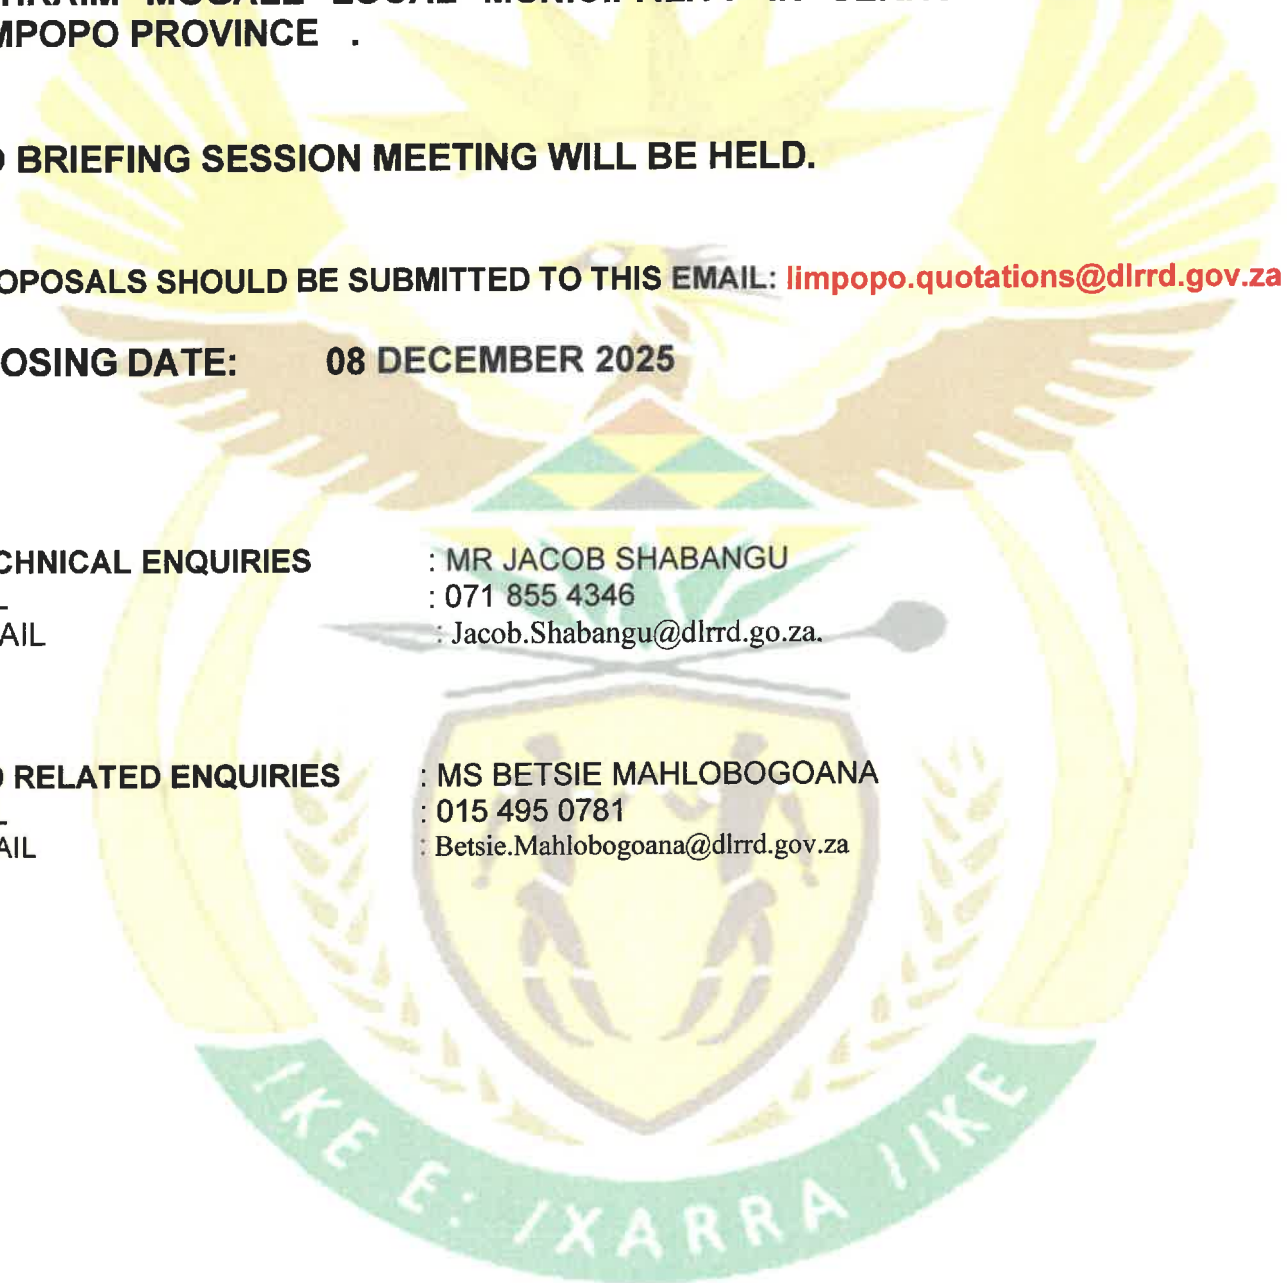 MPOPO PROVINCE .
BRIEFING SESSION MEETING WILL BE HELD.
OPOSALS SHOULD BE SUBMITTED TO THIS EMAIL: limpopo.quotations@dlrrd.gov.za
OSING DATE: 08 DECEMBER 2025
CHNICAL ENQUIRIES : MR JACOB SHABANGU
: 071 855 4346
AIL : Jacob.Shabangu@dlrrd.go.za.
RELATED ENQUIRIES : MS BETSIE MAHLOBOGOANA
: 015 495 0781
AIL : Betsie.Mahlobogoana@dlrrd.gov.za
!KE E: /XARRA //KE